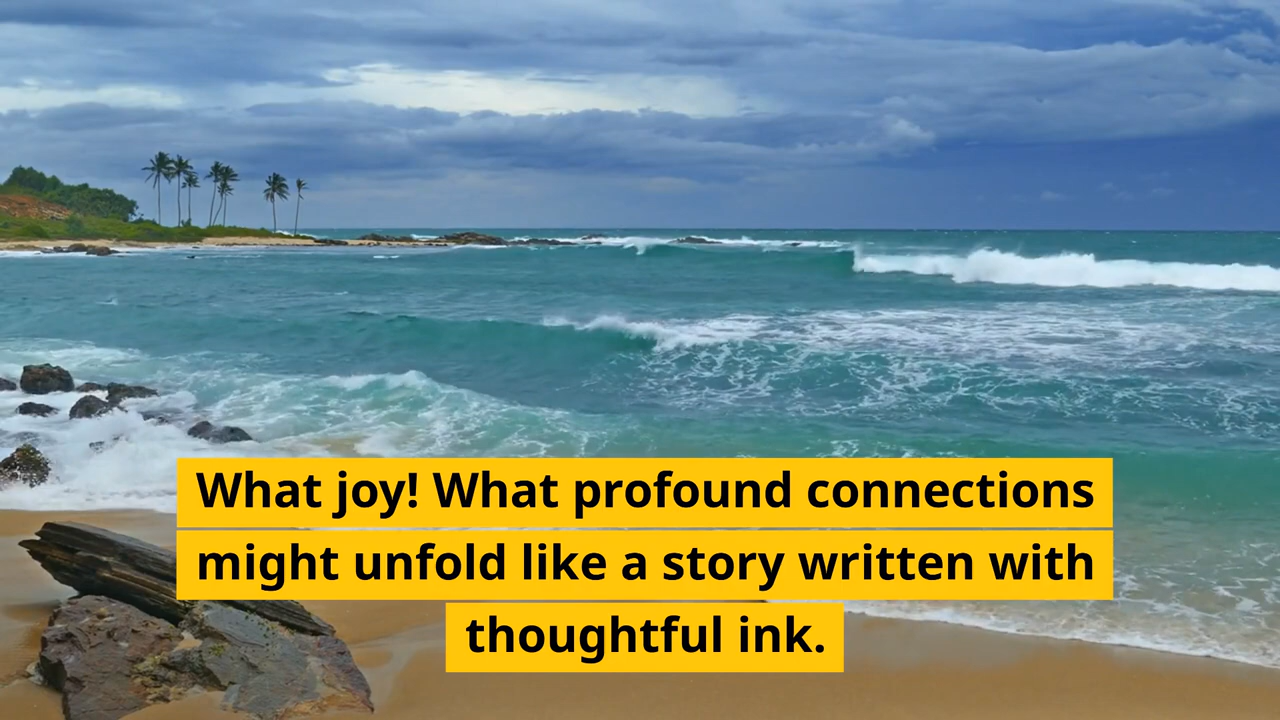 What joy! What profound connections
might unfold like a story written with
thoughtful ink.